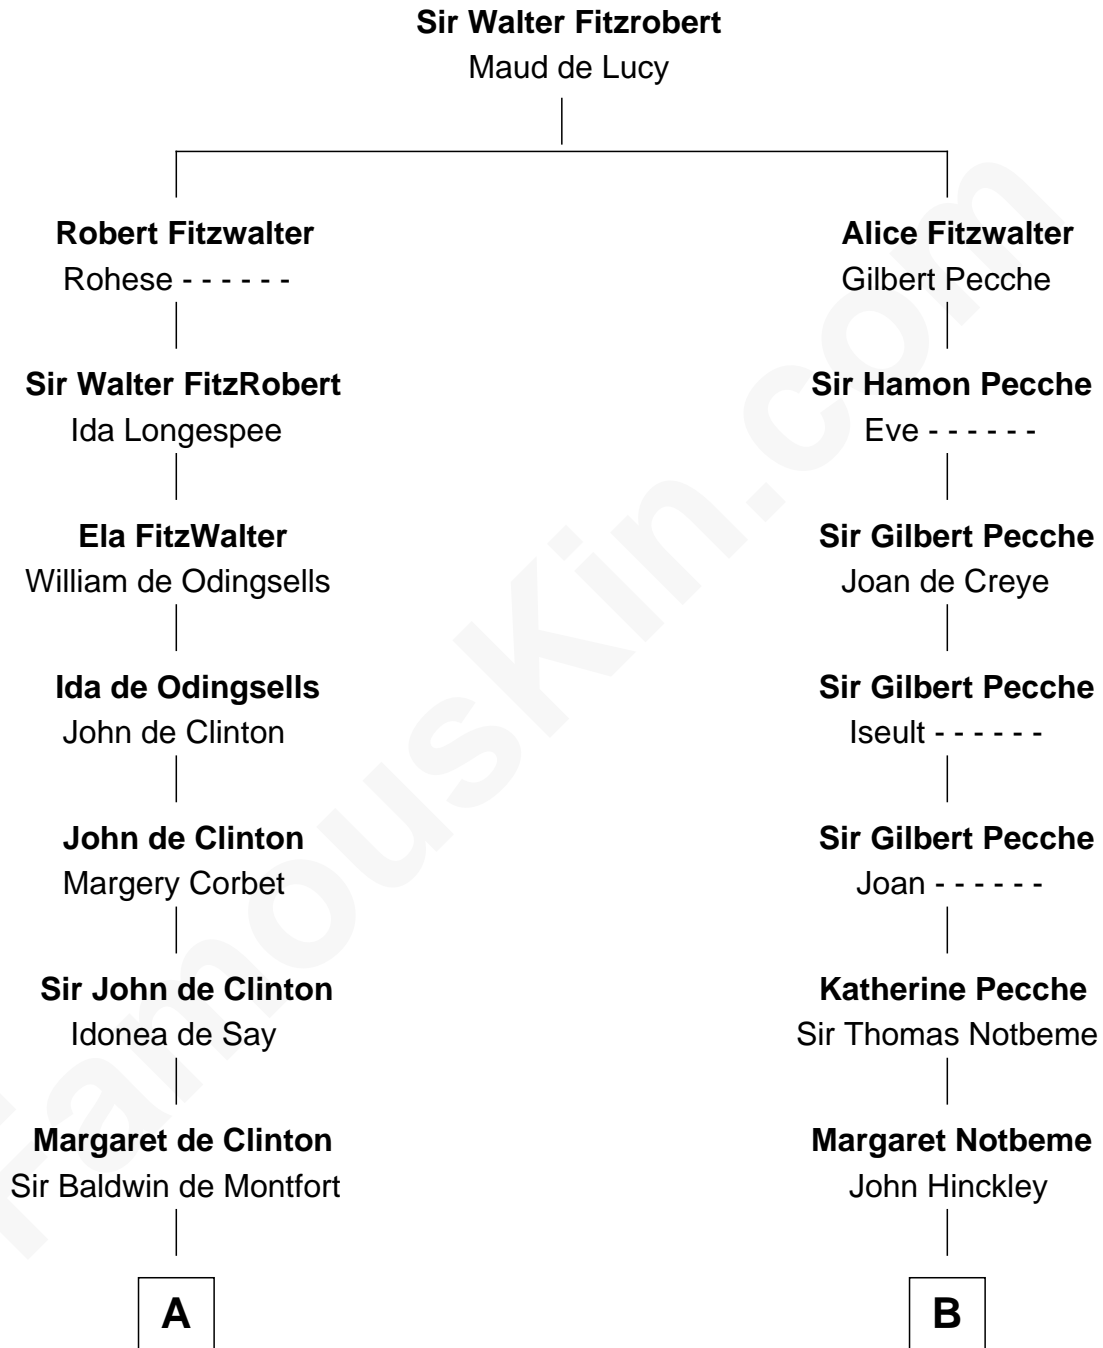 Sir Walter Fitzrobert
Maud de Lucy
Robert Fitzwalter
Rohese - - - - - -
Alice Fitzwalter
Gilbert Pecche
Sir Walter FitzRobert
Ida Longespee
Sir Hamon Pecche
Eve - - - - - -
Ela FitzWalter
William de Odingsells
Sir Gilbert Pecche
Joan de Creye
Ida de Odingsells
John de Clinton
Sir Gilbert Pecche
Iseult - - - - - -
John de Clinton
Margery Corbet
Sir Gilbert Pecche
Joan - - - - - -
Sir John de Clinton
Idonea de Say
Katherine Pecche
Sir Thomas Notbeme
Margaret de Clinton
Sir Baldwin de Montfort
Margaret Notbeme
John Hinckley
A
B
FamousKin.com